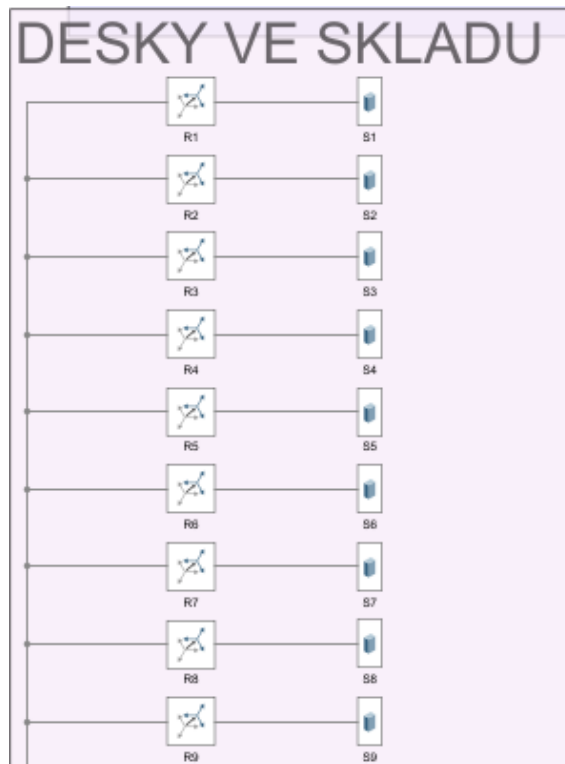 DESKY VE SKLADU
R1 S1
R2 S2
R3 S3
R4 S4
R5 S5
R6 S6
R7 S7
R8 S8
R9 S9